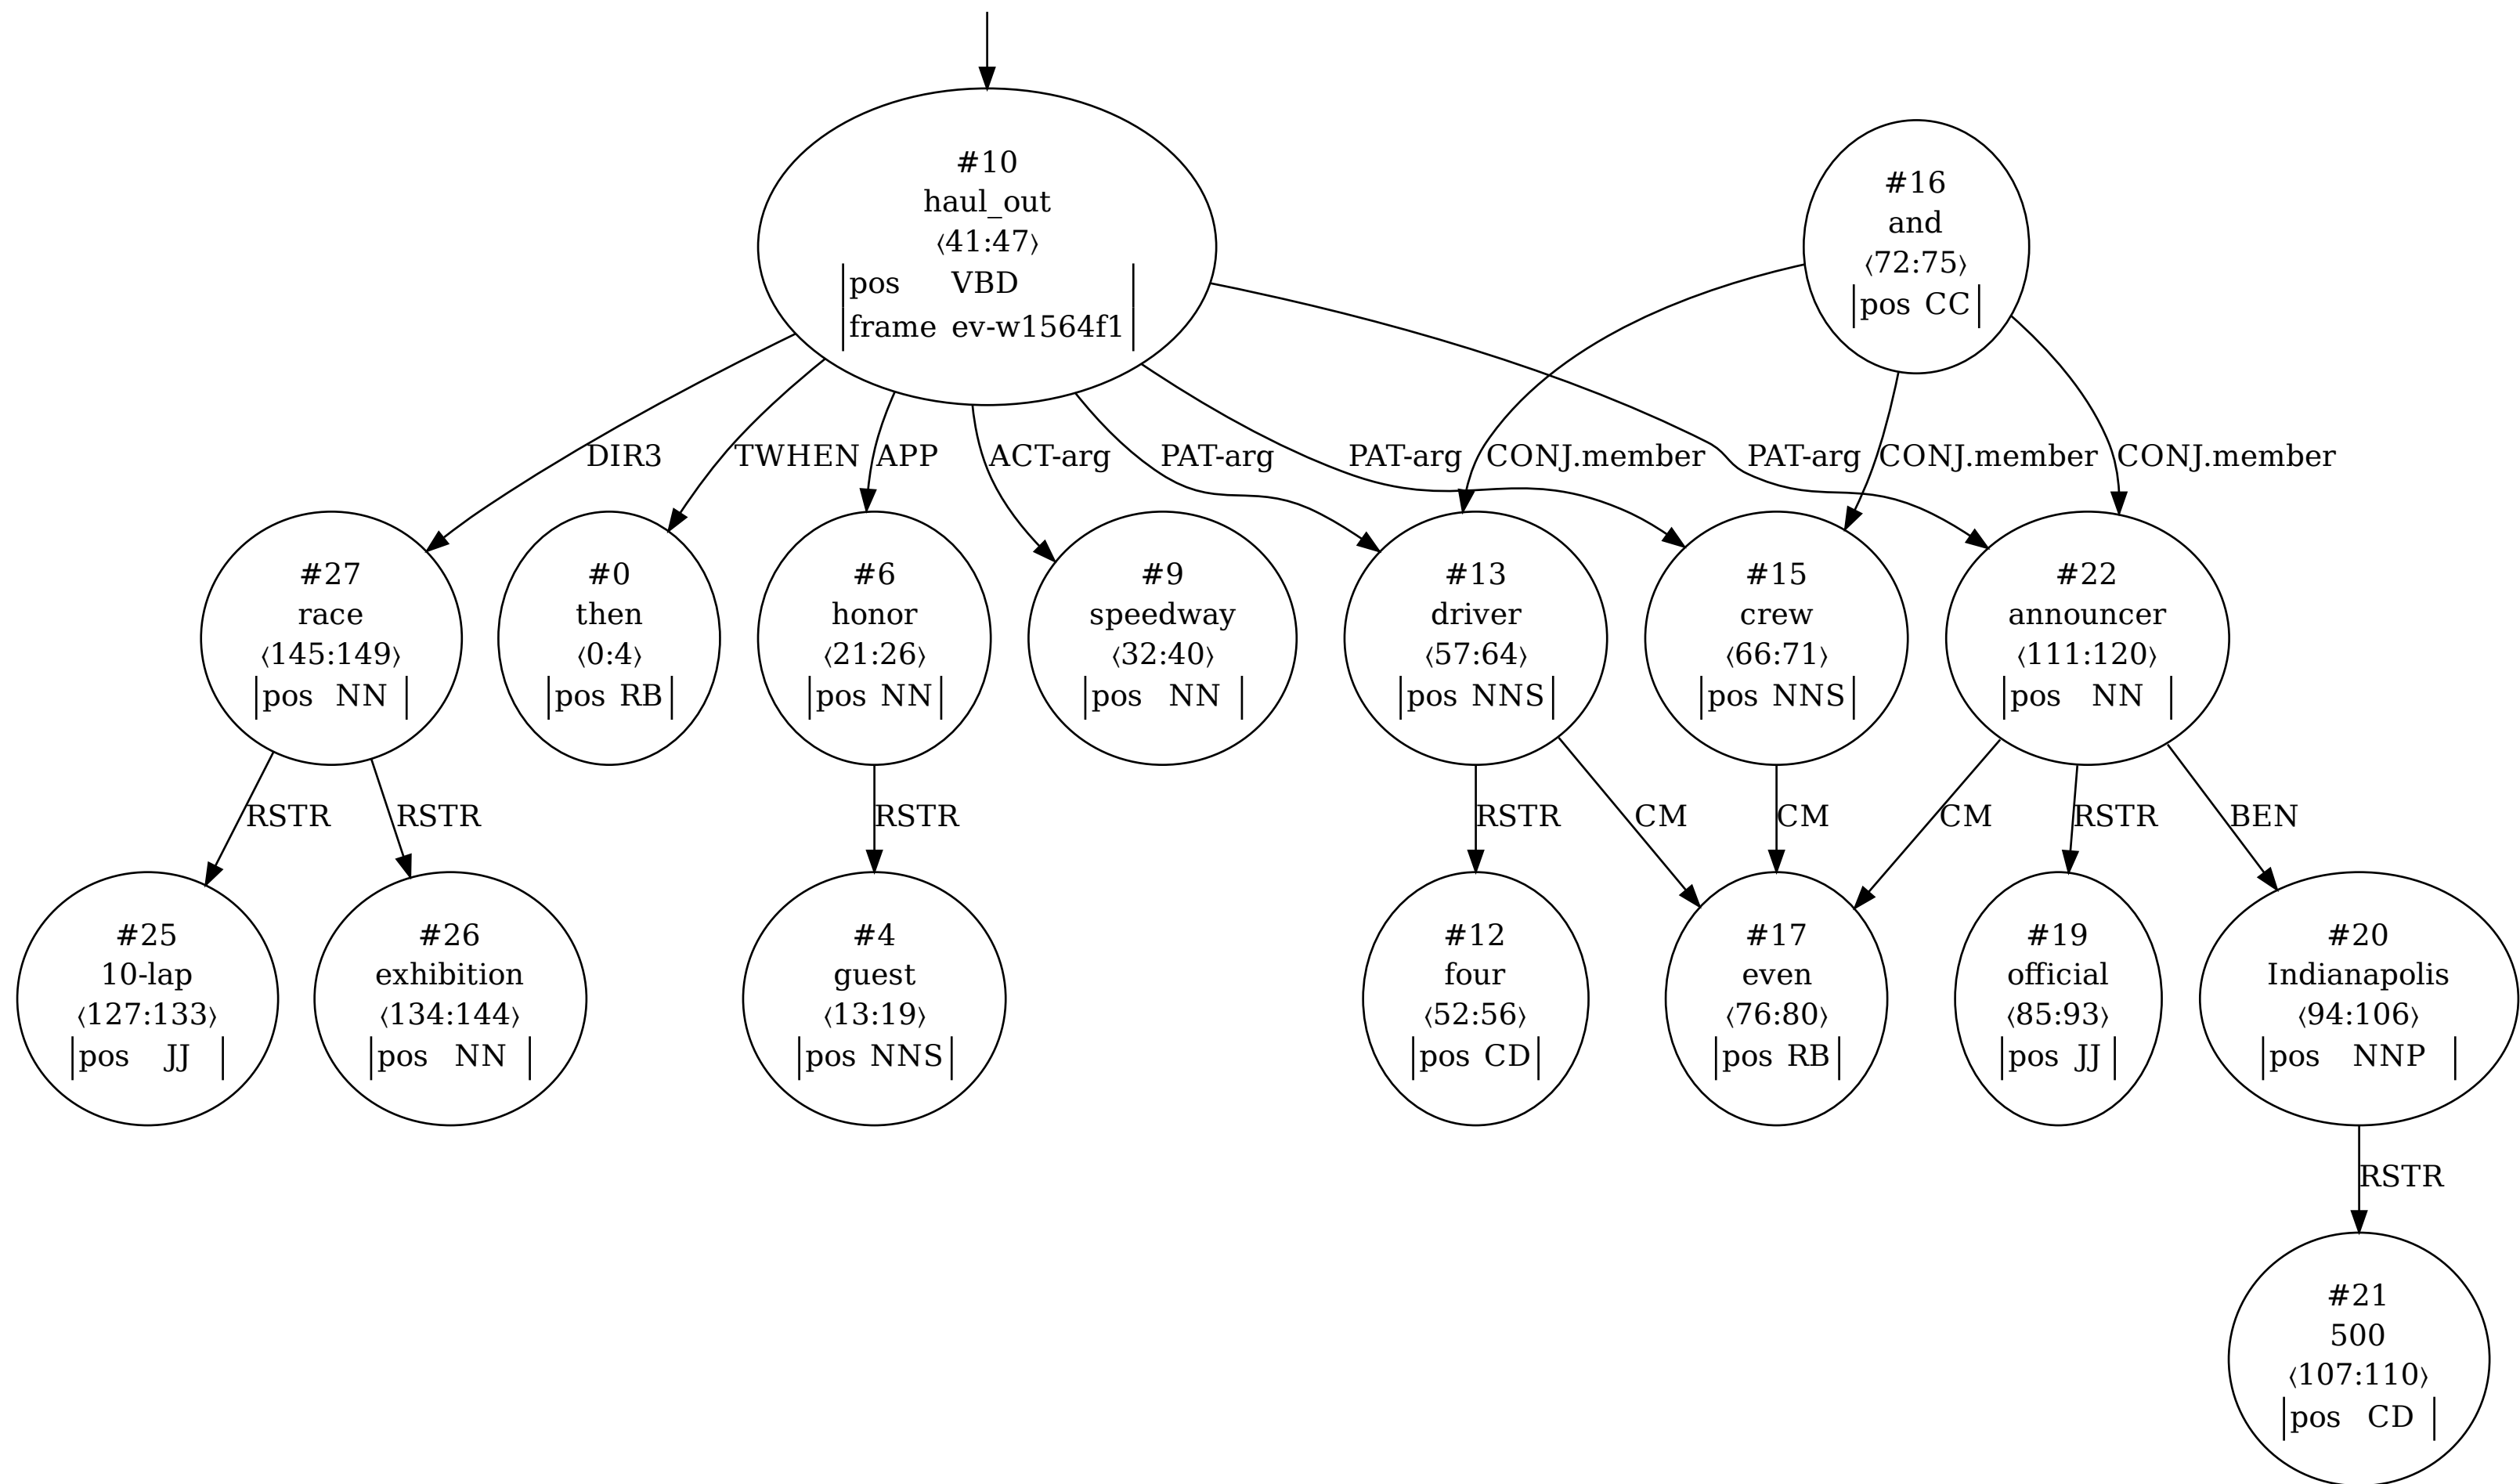 #10
haul_out
⟨41:47⟩
pos VBD
frame ev-w1564f1
#16
and
⟨72:75⟩
pos CC
DIR3
TWHEN
APP
ACT-arg
PAT-arg
PAT-arg
CONJ.member
PAT-arg
CONJ.member
CONJ.member
#27
race
⟨145:149⟩
pos NN
#0
then
⟨0:4⟩
pos RB
#6
honor
⟨21:26⟩
pos NN
#9
speedway
⟨32:40⟩
pos NN
#13
driver
⟨57:64⟩
pos NNS
#15
crew
⟨66:71⟩
pos NNS
#22
announcer
⟨111:120⟩
pos NN
RSTR
RSTR
RSTR
RSTR
CM
CM
CM
RSTR
BEN
#25
10-lap
⟨127:133⟩
pos JJ
#26
exhibition
⟨134:144⟩
pos NN
#4
guest
⟨13:19⟩
pos NNS
#12
four
⟨52:56⟩
pos CD
#17
even
⟨76:80⟩
pos RB
#19
official
⟨85:93⟩
pos JJ
#20
Indianapolis
⟨94:106⟩
pos NNP
RSTR
#21
500
⟨107:110⟩
pos CD